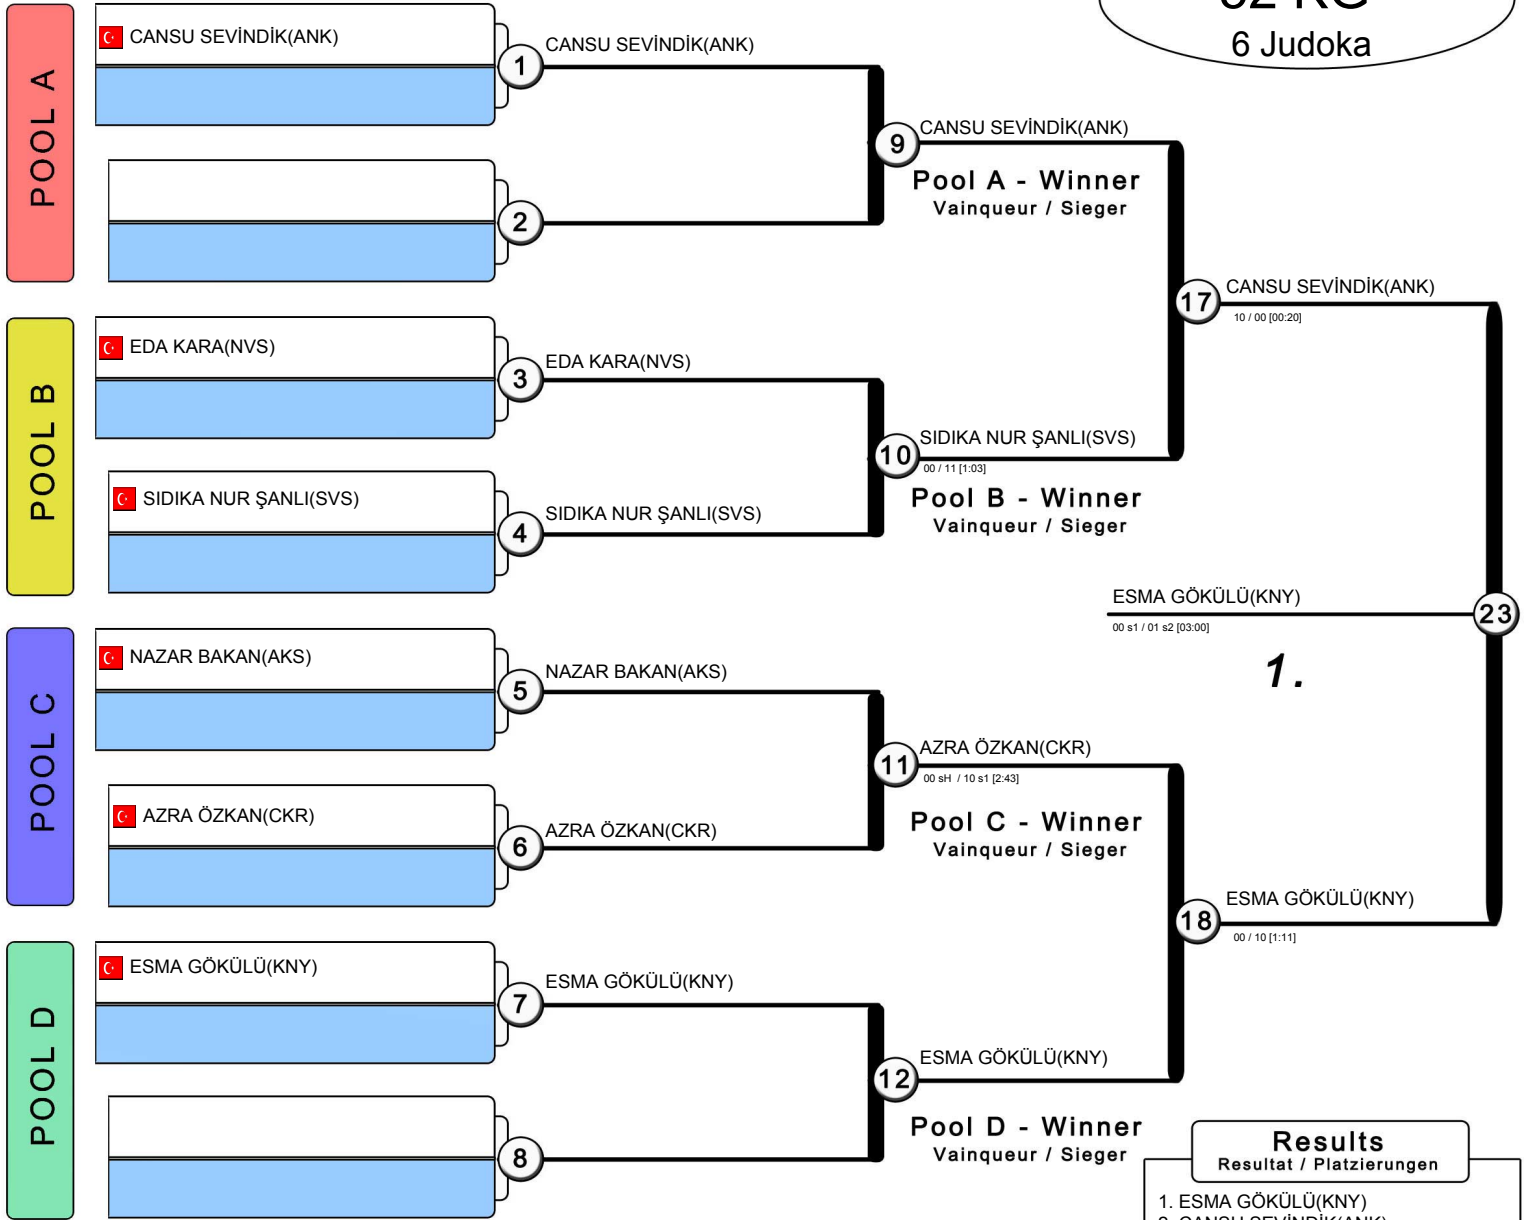 6 Judoka
POOL A
CANSU SEVİNDİK(ANK)
1
CANSU SEVİNDİK(ANK)
2
9
CANSU SEVİNDİK(ANK)
Pool A - Winner
Vainqueur / Sieger
17
CANSU SEVİNDİK(ANK)
10 / 00 [00:20]
POOL B
EDA KARA(NVS)
3
EDA KARA(NVS)
SIDIKA NUR ŞANLI(SVS)
4
SIDIKA NUR ŞANLI(SVS)
10
SIDIKA NUR ŞANLI(SVS)
00 / 11 [1:03]
Pool B - Winner
Vainqueur / Sieger
ESMA GÖKÜLÜ(KNY)
00 s1 / 01 s2 [03:00]
23
1.
POOL C
NAZAR BAKAN(AKS)
5
NAZAR BAKAN(AKS)
AZRA ÖZKAN(CKR)
6
AZRA ÖZKAN(CKR)
11
AZRA ÖZKAN(CKR)
00 sH / 10 s1 [2:43]
Pool C - Winner
Vainqueur / Sieger
18
ESMA GÖKÜLÜ(KNY)
00 / 10 [1:11]
POOL D
ESMA GÖKÜLÜ(KNY)
7
ESMA GÖKÜLÜ(KNY)
8
12
ESMA GÖKÜLÜ(KNY)
Pool D - Winner
Vainqueur / Sieger
Results
Resultat / Platzierungen
1. ESMA GÖKÜLÜ(KNY)
2. CANSU SEVİNDİK(ANK)